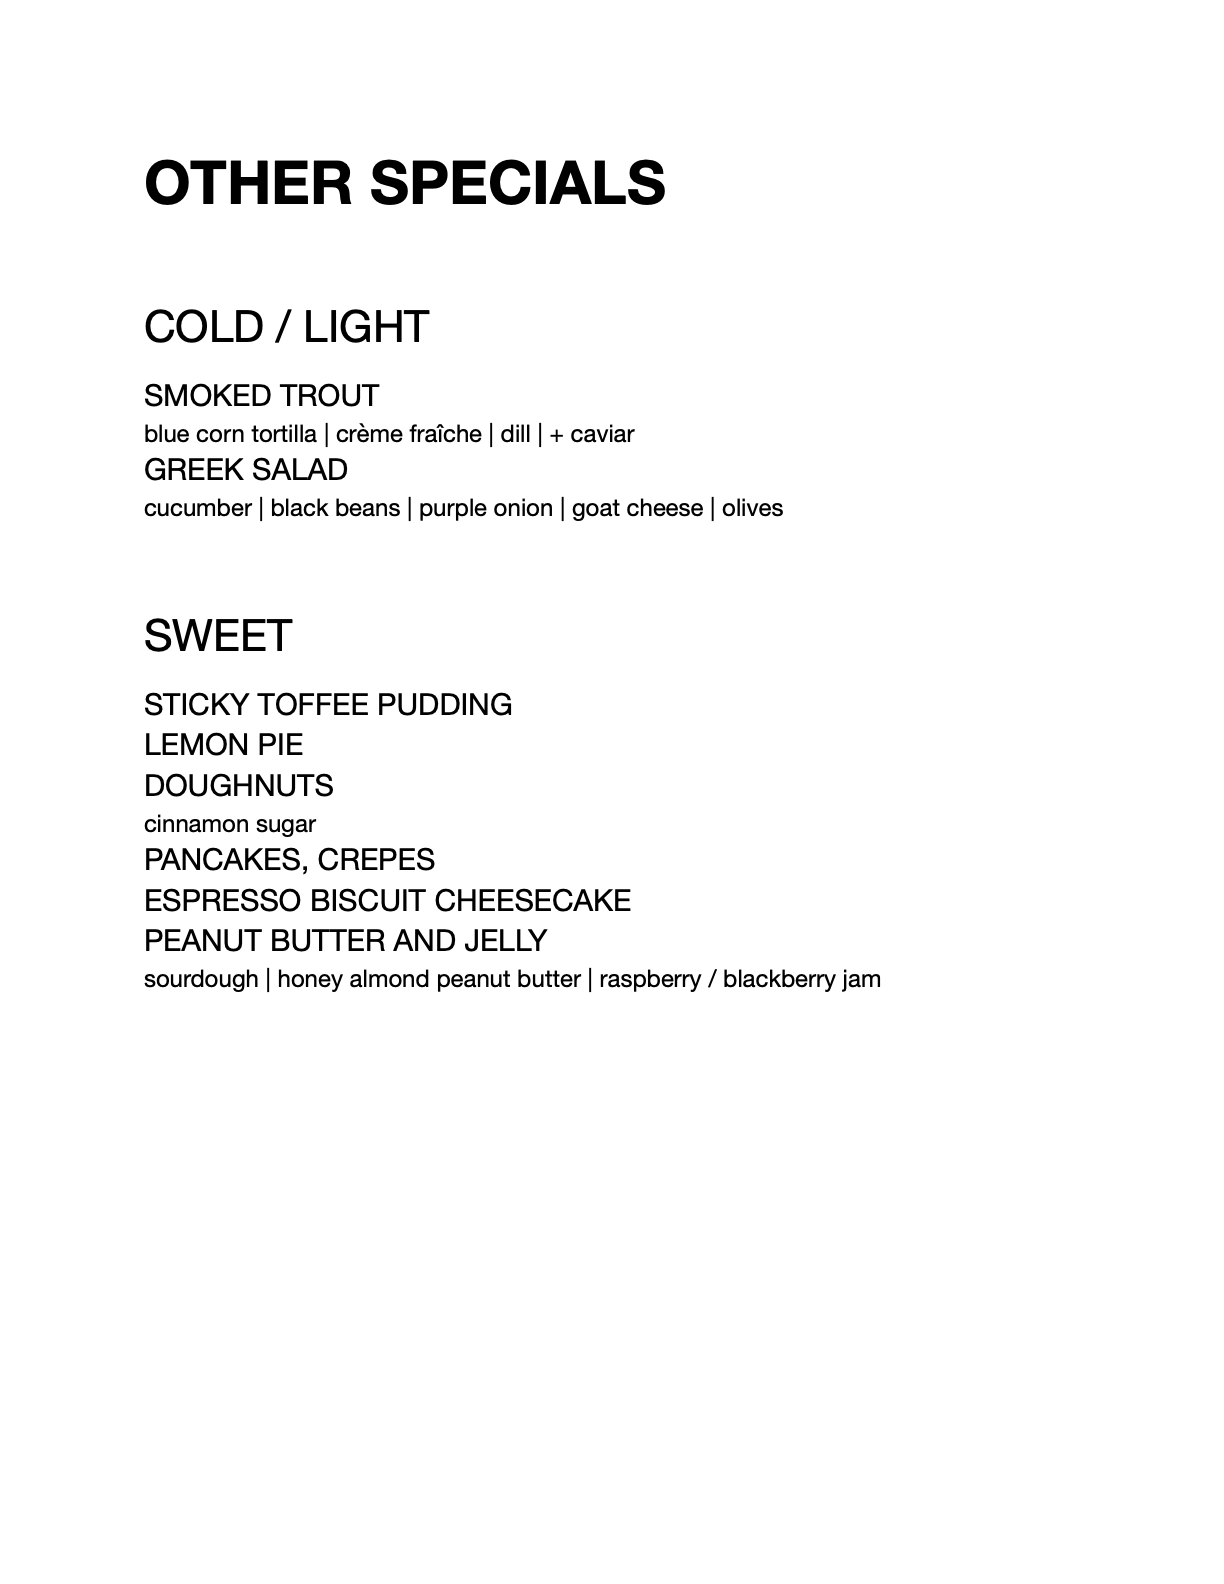 OTHER SPECIALS
COLD / LIGHT
SMOKED TROUT
blue corn tortilla | crème fraîche | dill | + caviar
GREEK SALAD
cucumber | black beans | purple onion | goat cheese | olives
SWEET
STICKY TOFFEE PUDDING
LEMON PIE
DOUGHNUTS
cinnamon sugar
PANCAKES, CREPES
ESPRESSO BISCUIT CHEESECAKE
PEANUT BUTTER AND JELLY
sourdough | honey almond peanut butter | raspberry / blackberry jam